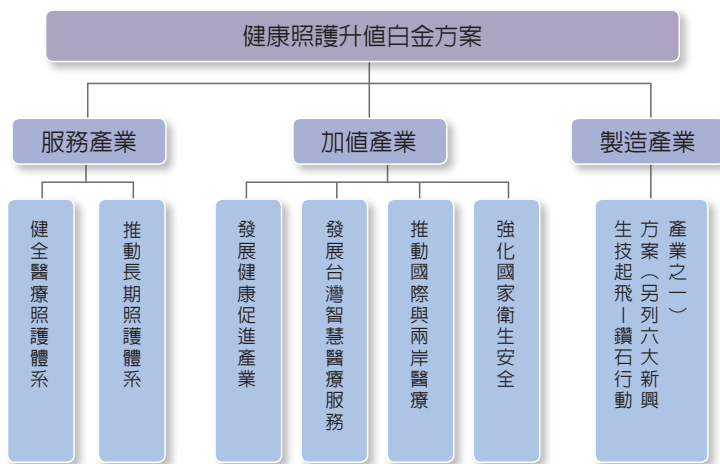 健康照護升值白金方案
服務產業
加值產業
製造產業
健全醫療照護體系
推動長期照護體系
發展健康促進產業
發展台灣智慧醫療服務
推動國際與兩岸醫療
強化國家衛生安全
生技起飛—鑽石行動
方案（另列六大新興
產業之一）